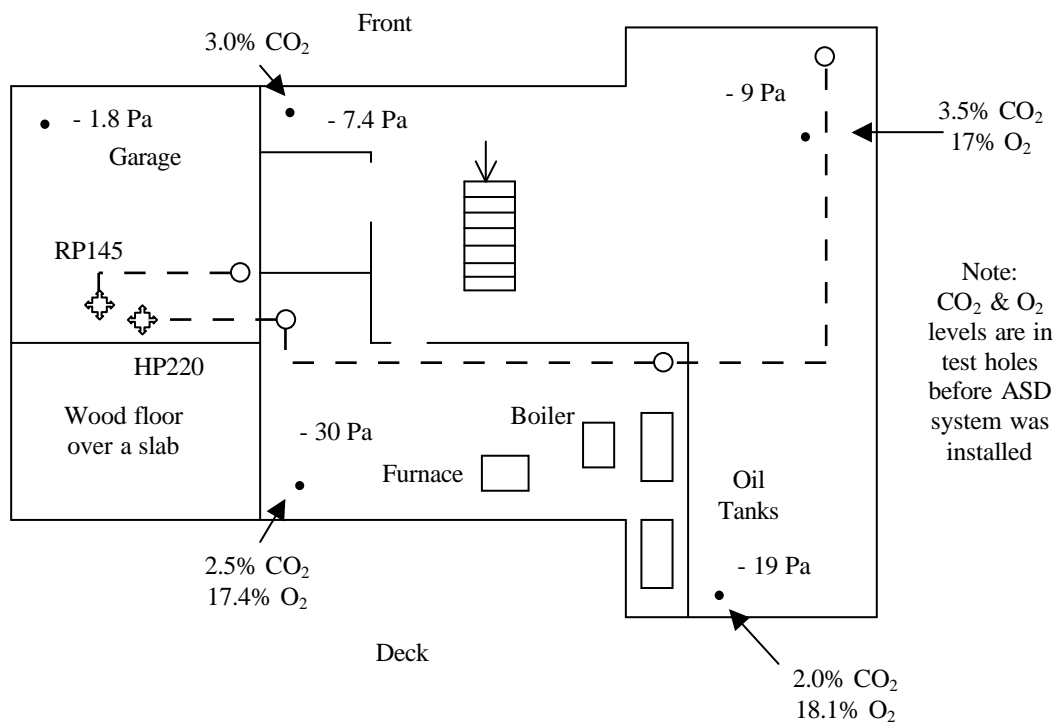 Front
3.0% CO₂
- 1.8 Pa
Garage
- 7.4 Pa
- 9 Pa
3.5% CO₂
17% O₂
RP145
HP220
Wood floor
over a slab
- 30 Pa
Furnace
Boiler
Oil
Tanks
- 19 Pa
Note:
CO₂ & O₂
levels are in
test holes
before ASD
system was
installed
2.5% CO₂
17.4% O₂
Deck
2.0% CO₂
18.1% O₂